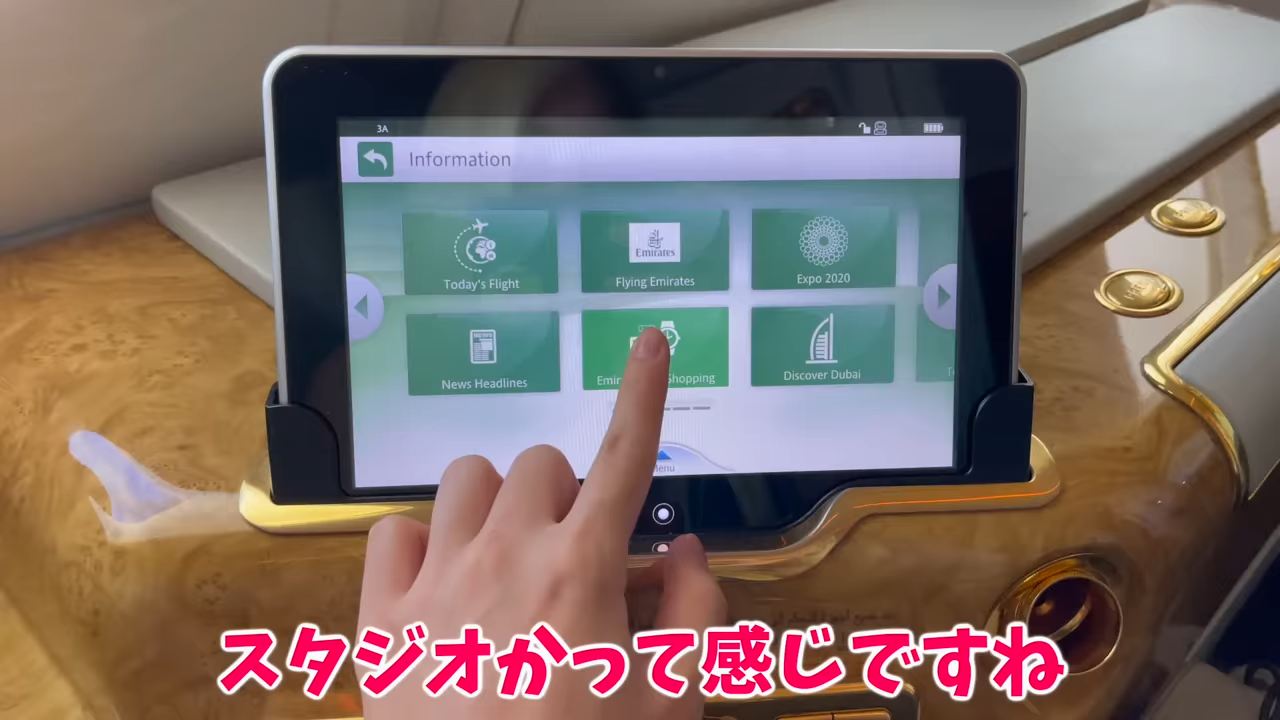 3A
Information
Today's Flight
Emirates
Flying Emirates
Expo 2020
News Headlines
Shopping
Discover Dubai
スタジオかって感じですね